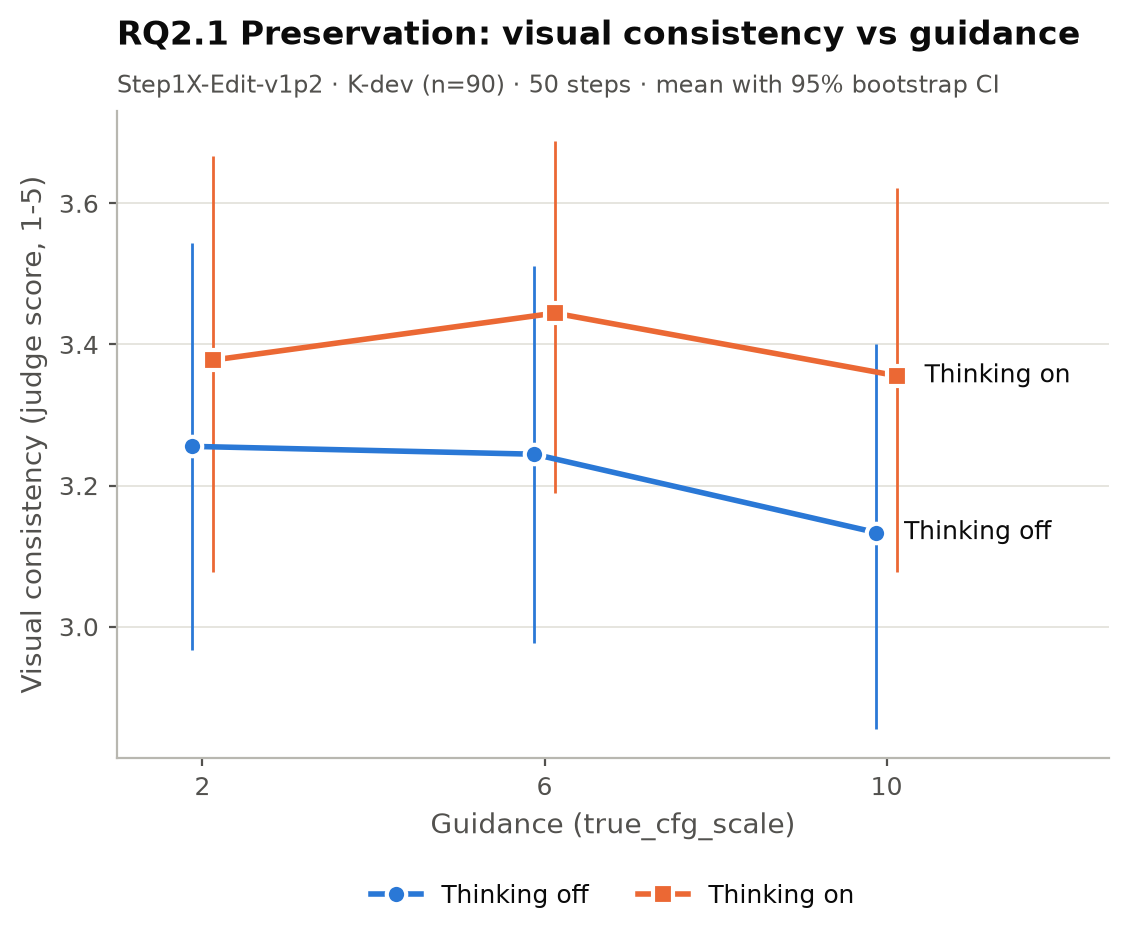 RQ2.1 Preservation: visual consistency vs guidance
Step1X-Edit-v1p2 · K-dev (n=90) · 50 steps · mean with 95% bootstrap CI
Visual consistency (judge score, 1-5)
3.6
3.4
3.2
3.0
Thinking on
Thinking off
2
6
10
Guidance (true_cfg_scale)
Thinking off
Thinking on